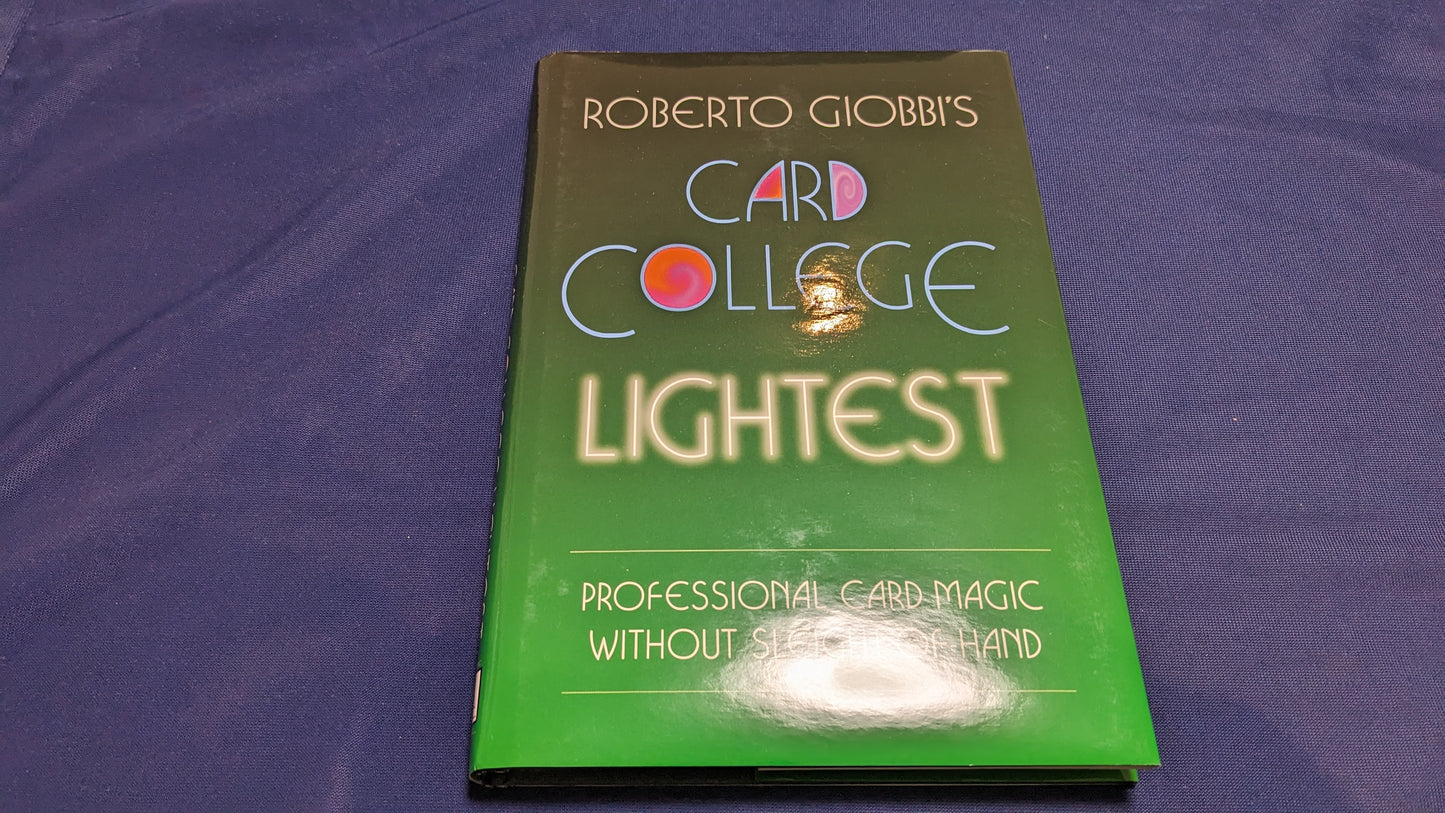 ROBERTO GIOBBI'S
CARD
COLLEGE
LIGHTEST
PROFESSIONAL CARD MAGIC
WITHOUT SLEIGHT OF HAND